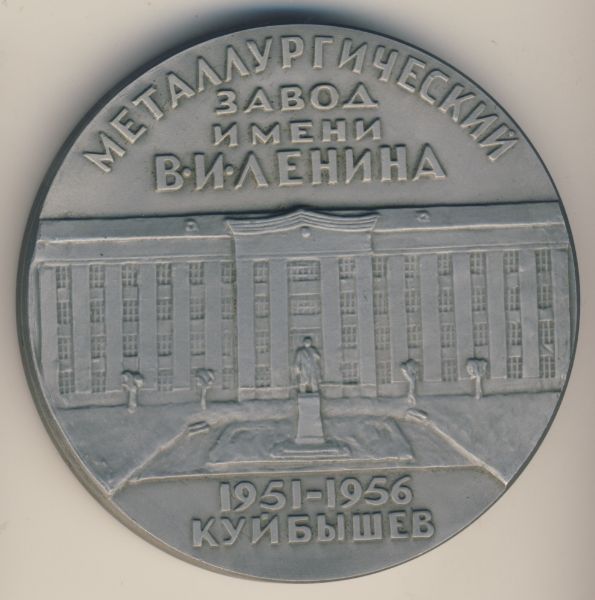 МЕТАЛЛУРГИЧЕСКИЙ
ЗАВОД
ИМЕНИ
В·И·ЛЕНИНА
1951-1956
КУЙБЫШЕВ